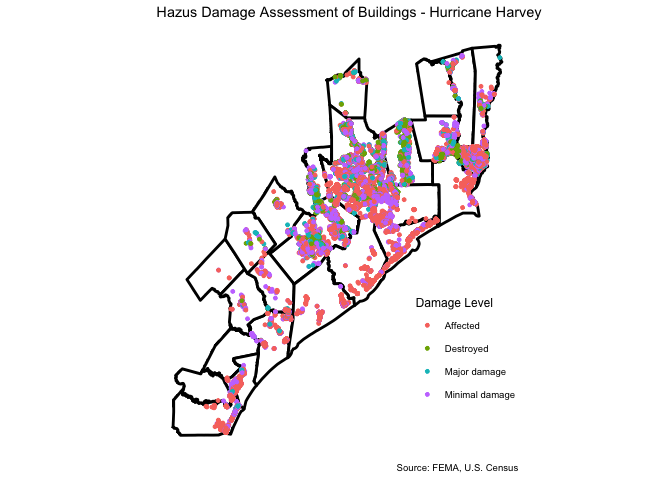 Hazus Damage Assessment of Buildings - Hurricane Harvey
Damage Level
Affected
Destroyed
Major damage
Minimal damage
Source: FEMA, U.S. Census